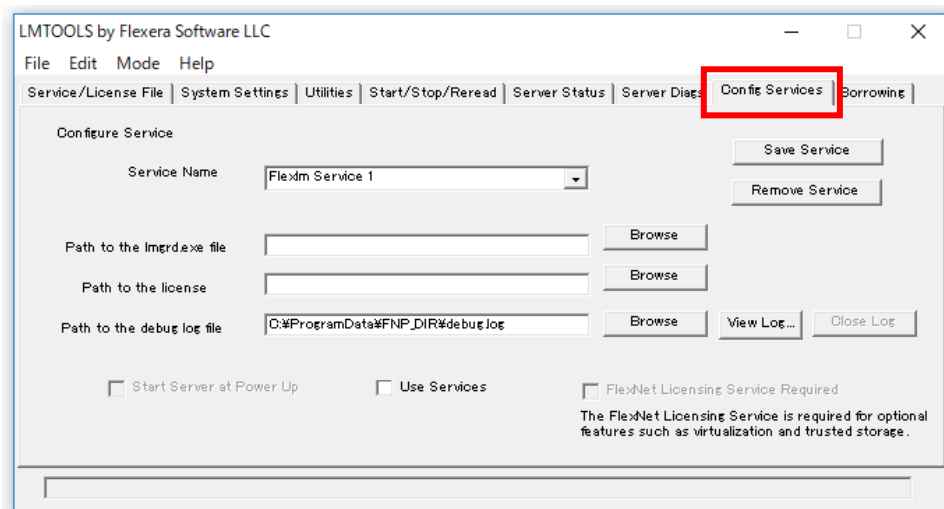 LMTOOLS by Flexera Software LLC
File Edit Mode Help
Service/License File System Settings Utilities Start/Stop/Reread Server Status Server Diags Config Services Borrowing
Configure Service
Save Service
Service Name Flexlm Service 1
Remove Service
Path to the lmgrd.exe file Browse
Path to the license Browse
Path to the debug log file C:¥ProgramData¥FNP_DIR¥debug.log Browse View Log... Close Log
Start Server at Power Up Use Services FlexNet Licensing Service Required
The FlexNet Licensing Service is required for optional
features such as virtualization and trusted storage.